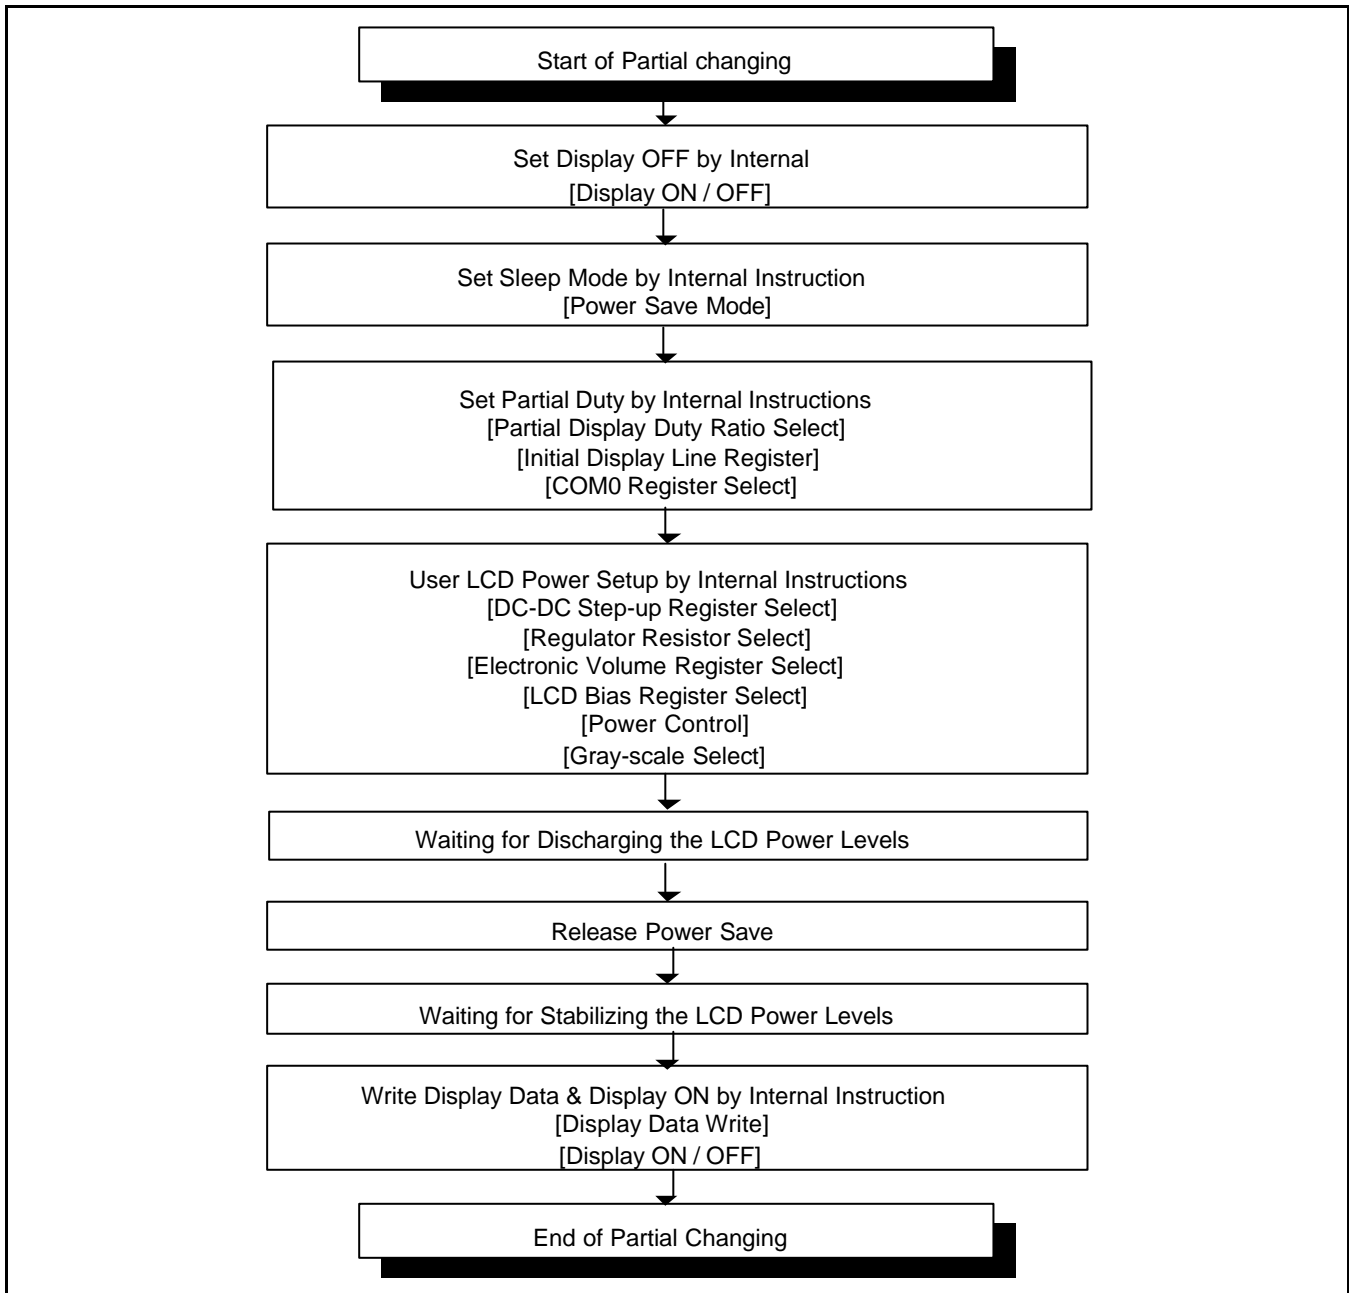 Start of Partial changing
Set Display OFF by Internal
[Display ON / OFF]
Set Sleep Mode by Internal Instruction
[Power Save Mode]
Set Partial Duty by Internal Instructions
[Partial Display Duty Ratio Select]
[Initial Display Line Register]
[COM0 Register Select]
User LCD Power Setup by Internal Instructions
[DC-DC Step-up Register Select]
[Regulator Resistor Select]
[Electronic Volume Register Select]
[LCD Bias Register Select]
[Power Control]
[Gray-scale Select]
Waiting for Discharging the LCD Power Levels
Release Power Save
Waiting for Stabilizing the LCD Power Levels
Write Display Data & Display ON by Internal Instruction
[Display Data Write]
[Display ON / OFF]
End of Partial Changing